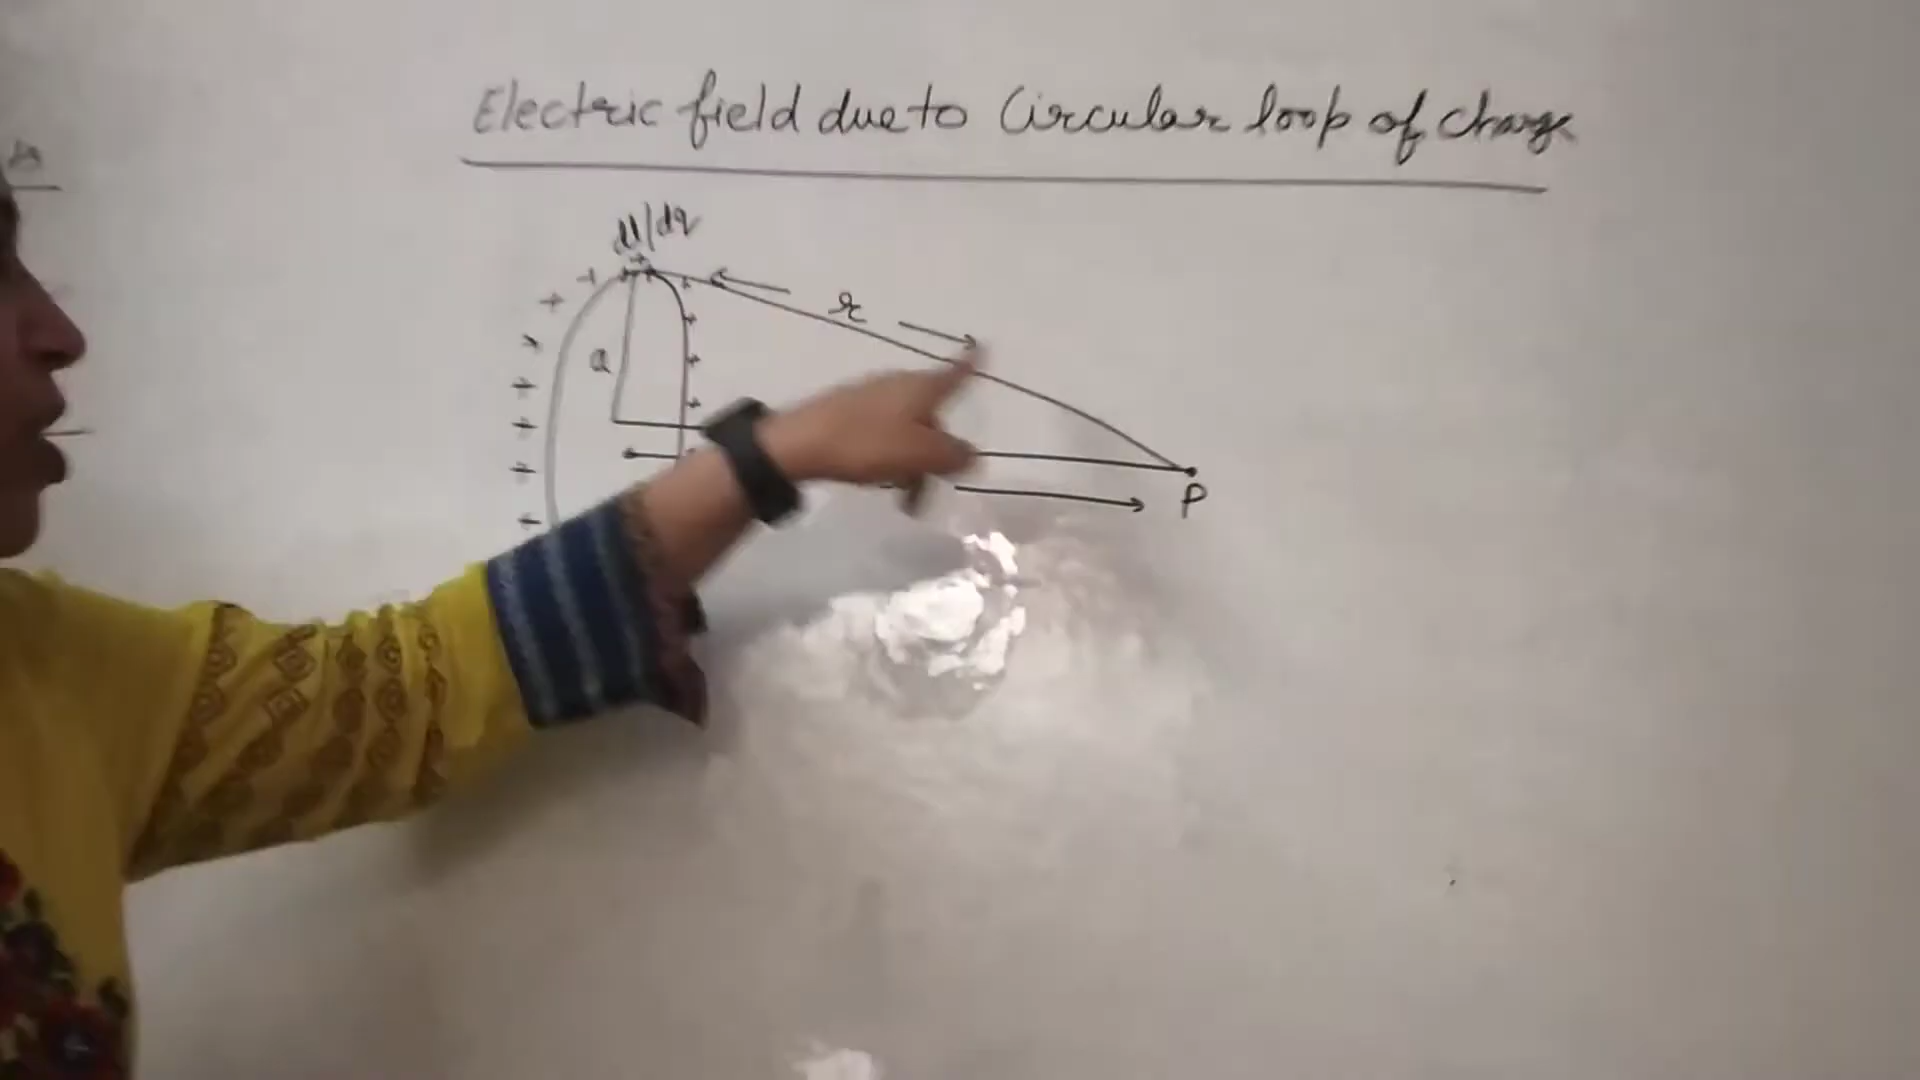 Electric field due to Circular loop of charge
dl/dq
r
a
P